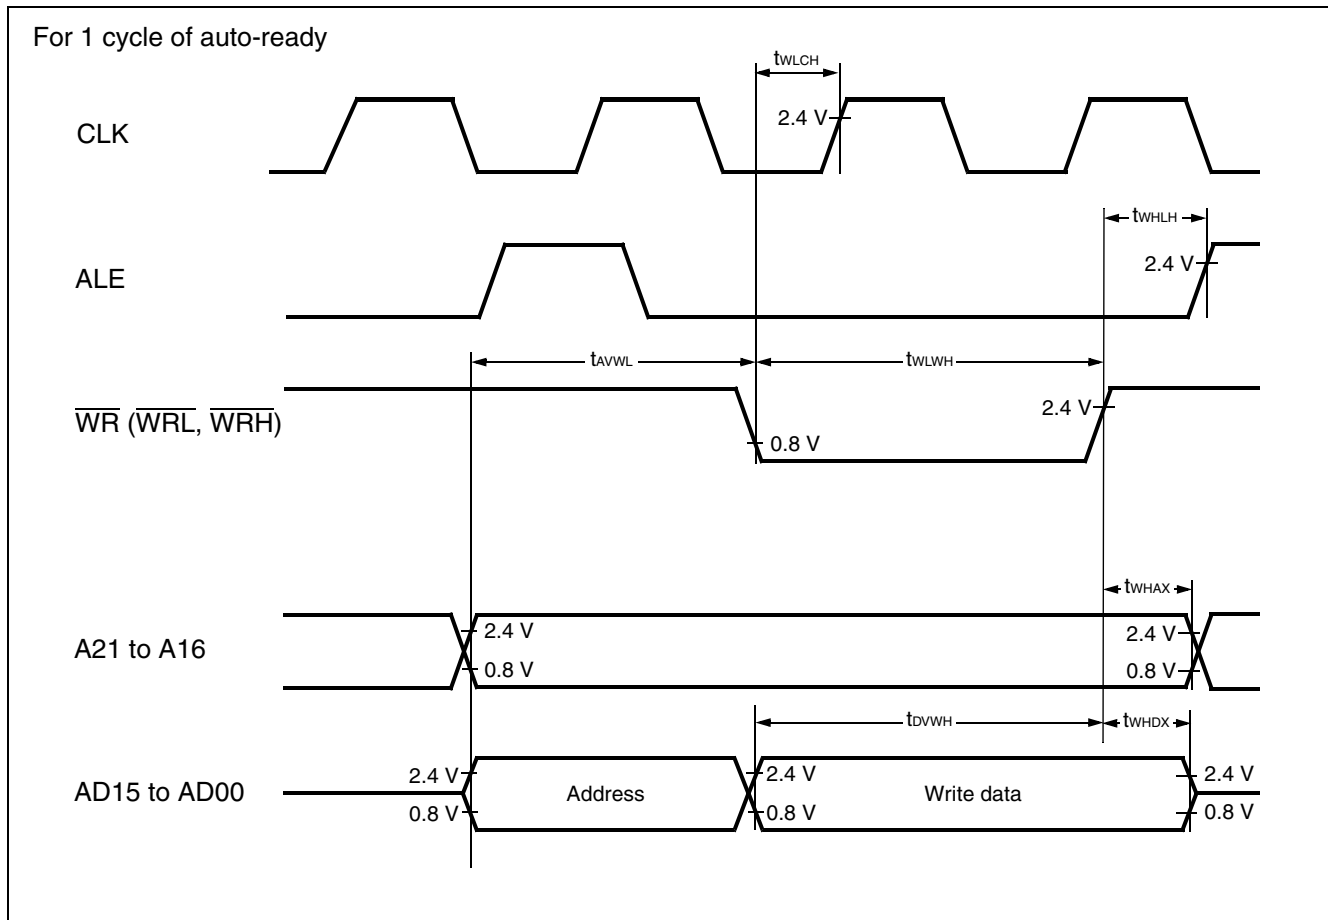 For 1 cycle of auto-ready
tWLCH
CLK
2.4 V
tWHLH
ALE
2.4 V
tAVWL
tWLWH
WR (WRL, WRH)
2.4 V
0.8 V
tWHAX
A21 to A16
2.4 V
2.4 V
0.8 V
0.8 V
tDVWH
tWHDX
AD15 to AD00
2.4 V
2.4 V
2.4 V
Address
Write data
0.8 V
0.8 V
0.8 V